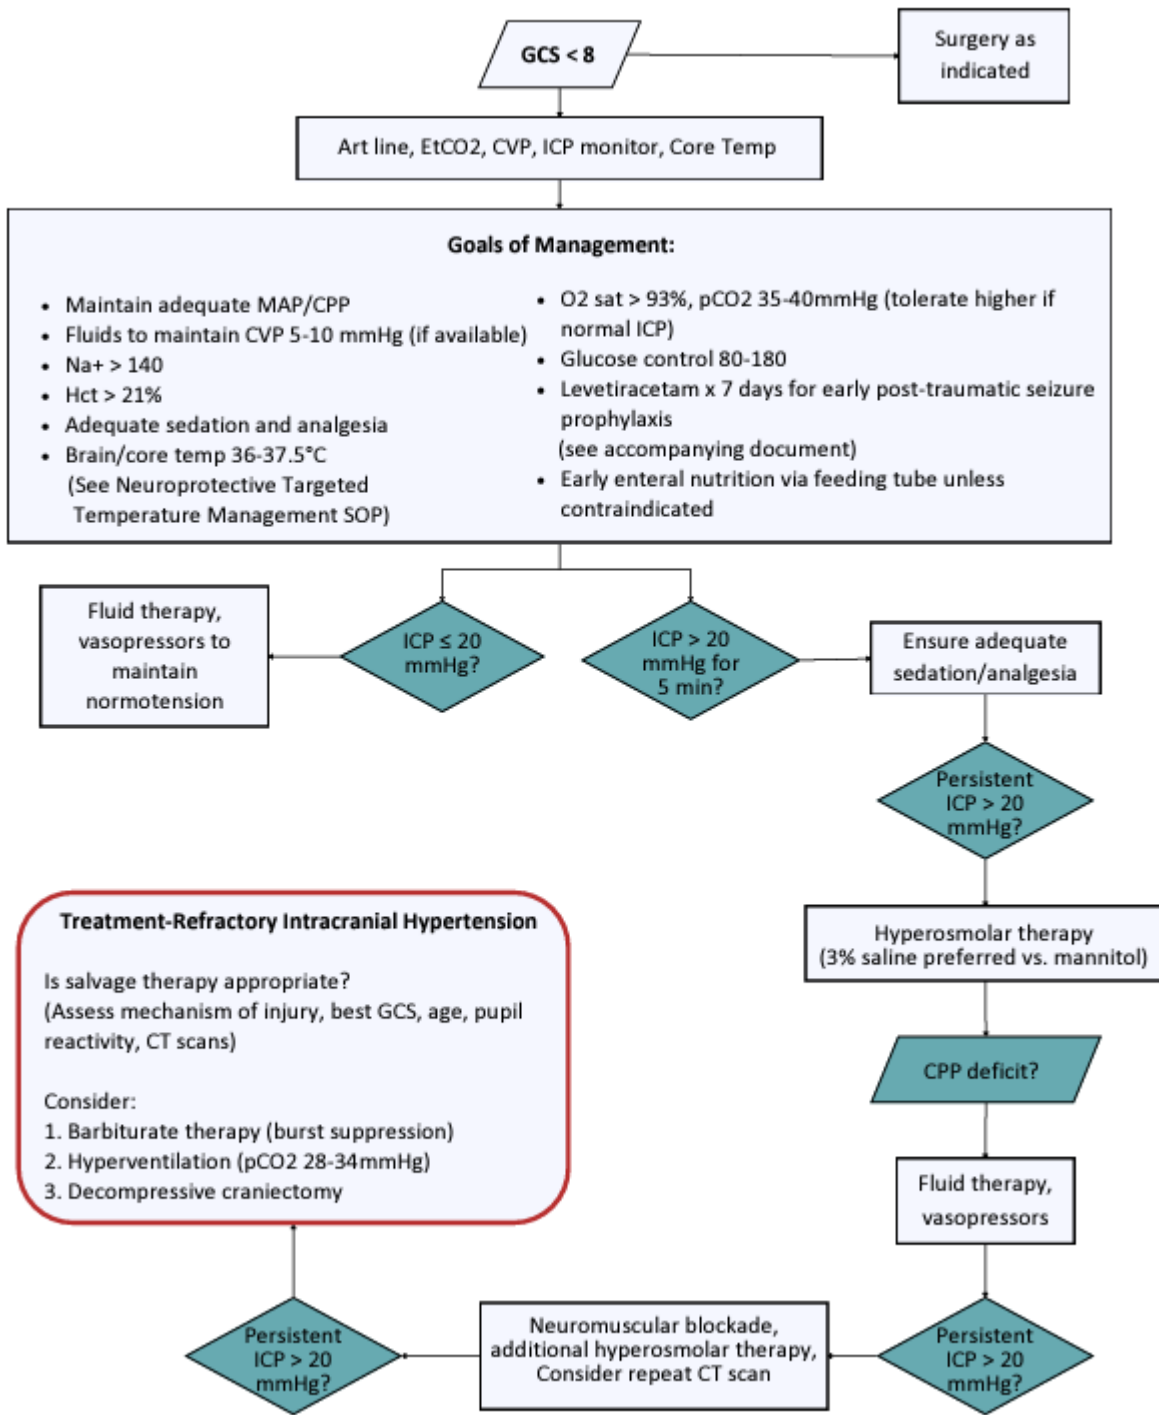 GCS < 8
Surgery as
indicated
Art line, EtCO2, CVP, ICP monitor, Core Temp
Goals of Management:
• Maintain adequate MAP/CPP
• Fluids to maintain CVP 5-10 mmHg (if available)
• Na+ > 140
• Hct > 21%
• Adequate sedation and analgesia
• Brain/core temp 36-37.5°C
(See Neuroprotective Targeted
Temperature Management SOP)
• O2 sat > 93%, pCO2 35-40mmHg (tolerate higher if
normal ICP)
• Glucose control 80-180
• Levetiracetam x 7 days for early post-traumatic seizure
prophylaxis
(see accompanying document)
• Early enteral nutrition via feeding tube unless
contraindicated
Fluid therapy,
vasopressors to
maintain
normotension
ICP ≤ 20
mmHg?
ICP > 20
mmHg for
5 min?
Ensure adequate
sedation/analgesia
Persistent
ICP > 20
mmHg?
Hyperosmolar therapy
(3% saline preferred vs. mannitol)
CPP deficit?
Fluid therapy,
vasopressors
Persistent
ICP > 20
mmHg?
Neuromuscular blockade,
additional hyperosmolar therapy,
Consider repeat CT scan
Persistent
ICP > 20
mmHg?
Treatment-Refractory Intracranial Hypertension
Is salvage therapy appropriate?
(Assess mechanism of injury, best GCS, age, pupil
reactivity, CT scans)
Consider:
1. Barbiturate therapy (burst suppression)
2. Hyperventilation (pCO2 28-34mmHg)
3. Decompressive craniectomy